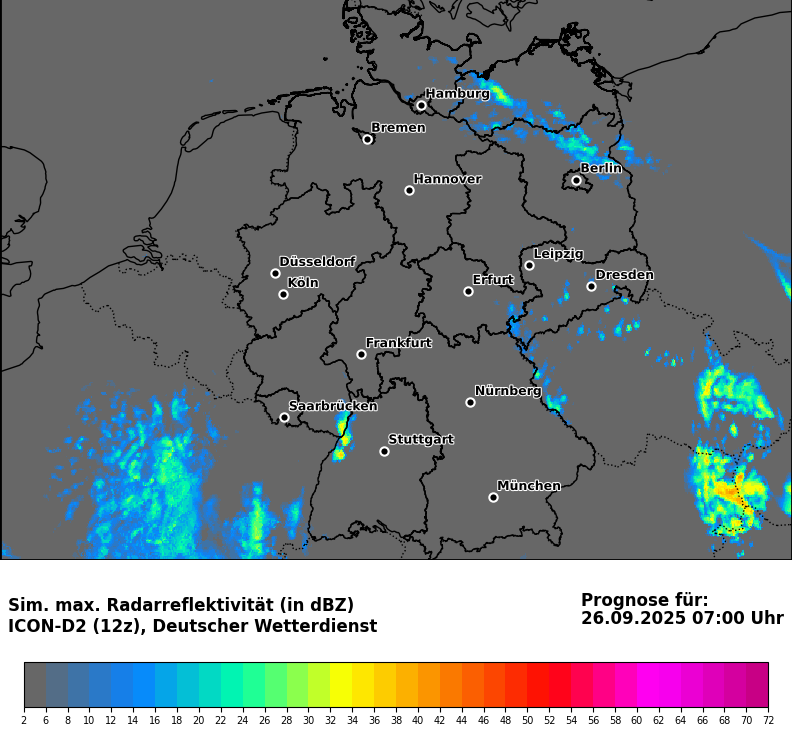 Hamburg
Bremen
Berlin
Hannover
Leipzig
Düsseldorf
Dresden
Köln
Erfurt
Frankfurt
Nürnberg
Saarbrücken
Stuttgart
München
Sim. max. Radarreflektivität (in dBZ)
ICON-D2 (12z), Deutscher Wetterdienst
Prognose für:
26.09.2025 07:00 Uhr
2 6 8 10 12 14 16 18 20 22 24 26 28 30 32 34 36 38 40 42 44 46 48 50 52 54 56 58 60 62 64 66 68 70 72